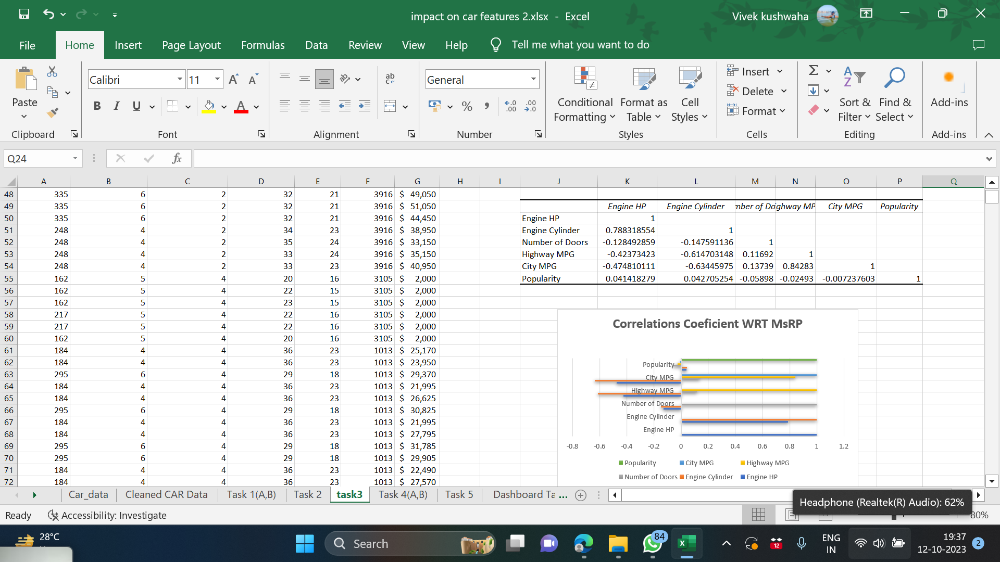 impact on car features 2.xlsx - Excel
Vivek kushwaha
File Home Insert Page Layout Formulas Data Review View Help Tell me what you want to do
Calibri 11
ab
c
General
Insert
Delete
Format
Paste
B I U A
% ,
Conditional Formatting
Format as Table
Cell Styles
Sort & Filter
Find & Select
Add-ins
Clipboard Font Alignment Number Styles Cells Editing Add-ins
Q24
fx
A B C D E F G H I J K L M N O P Q
48 335 6 2 32 21 3916 $ 49,050
49 335 6 2 32 21 3916 $ 51,050 Engine HP Engine Cylinder mber of Do ighway MP City MPG Popularity
50 335 6 2 32 21 3916 $ 44,450 Engine HP 1
51 248 4 2 34 23 3916 $ 38,950 Engine Cylinder 0.788318554 1
52 248 4 2 35 24 3916 $ 33,150 Number of Doors -0.128492859 -0.147591136 1
53 248 4 2 33 24 3916 $ 35,150 Highway MPG -0.42373423 -0.614703148 0.11692 1
54 248 4 2 33 23 3916 $ 40,950 City MPG -0.474810111 -0.63445975 0.13739 0.84283 1
55 162 5 4 20 16 3105 $ 2,000 Popularity 0.041418279 0.042705254 -0.05898 -0.02493 -0.007237603 1
56 162 5 4 22 15 3105 $ 2,000
57 162 5 4 23 15 3105 $ 2,000
58 217 5 4 22 16 3105 $ 2,000
59 217 5 4 22 16 3105 $ 2,000
60 162 5 4 20 16 3105 $ 2,000
61 184 4 4 36 23 1013 $ 25,170
62 184 4 4 36 23 1013 $ 23,950
63 295 6 4 29 18 1013 $ 29,370
64 184 4 4 36 23 1013 $ 21,995
65 184 4 4 36 23 1013 $ 26,625
66 295 6 4 29 18 1013 $ 30,825
67 184 4 4 36 23 1013 $ 21,995
68 184 4 4 36 23 1013 $ 27,795
69 295 6 4 29 18 1013 $ 31,785
70 295 6 4 29 18 1013 $ 29,905
71 184 4 4 36 23 1013 $ 22,490
72 184 4 4 36 23 1013 $ 27,570
Correlations Coeficient WRT MsRP
Popularity
City MPG
Highway MPG
Number of Doors
Engine Cylinder
Engine HP
-0.8 -0.6 -0.4 -0.2 0 0.2 0.4 0.6 0.8 1 1.2
Popularity City MPG Highway MPG
Number of Doors Engine Cylinder Engine HP
Car_data Cleaned CAR Data Task 1(A,B) Task 2 task3 Task 4(A,B) Task 5 Dashboard Ta ...
Headphone (Realtek(R) Audio): 62%
Ready Accessibility: Investigate 80%
28°C
Search
84
12
ENG
IN
19:37
12-10-2023
2